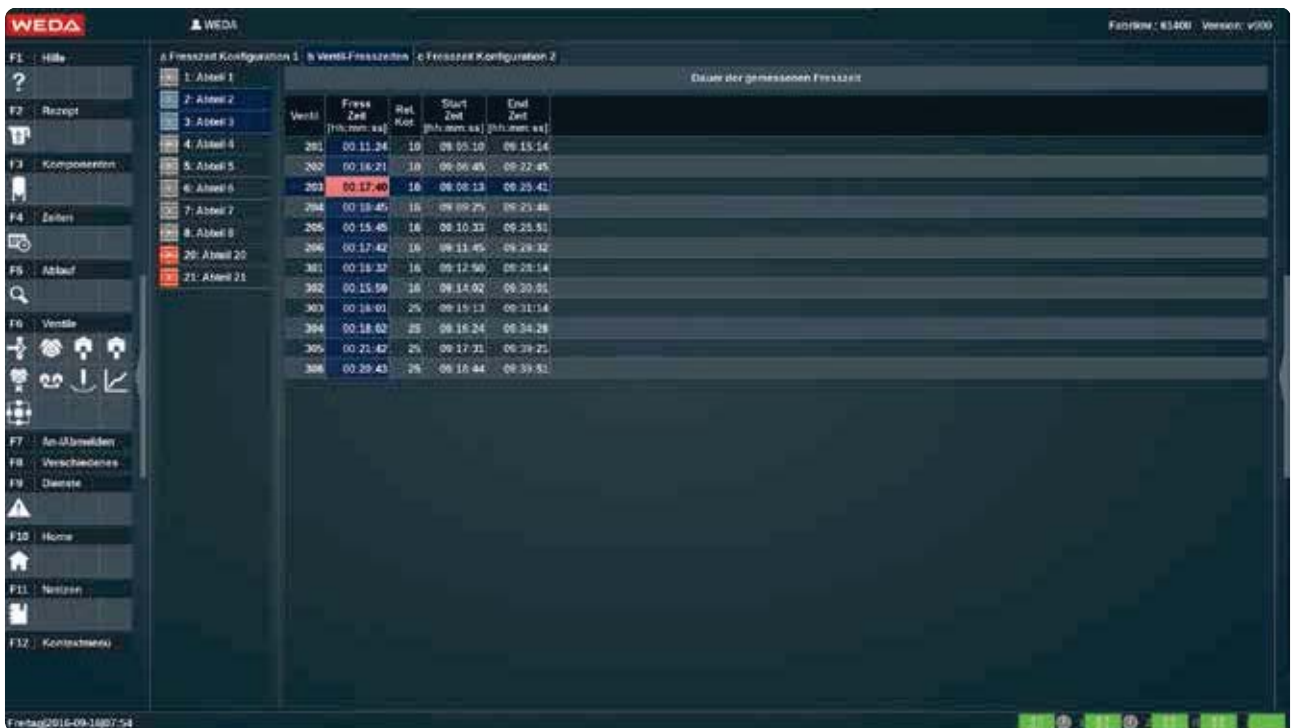 WEDA
WEDA
Fabriknr.: 61400 Version: v000
F1 Hilfe
?
F2 Rezept
F3 Komponenten
F4 Zeiten
F5 Ablauf
F6 Ventile
F7 An-/Abmelden
F8 Verschiedenes
F9 Dienste
F10 Home
F11 Notizen
F12 Kontextmenü
a Fresszeit Konfiguration 1 b Ventil-Fresszeiten c Fresszeit Konfiguration 2
1: Abteil 1
2: Abteil 2
3: Abteil 3
4: Abteil 4
5: Abteil 5
6: Abteil 6
7: Abteil 7
8: Abteil 8
20: Abteil 20
21: Abteil 21
Dauer der gemessenen Fresszeit
Ventil Fress Zeit [hh:mm:ss] Rel. Start Zeit [hh:mm:ss] End Zeit [hh:mm:ss]
201 00:11:24 10 09:05:10 09:15:14
202 00:16:21 10 09:06:45 09:22:45
203 00:17:40 16 09:08:13 09:25:41
204 16 09:09:25
205 00:15:45 16 09:10:33 09:25:51
206 00:17:42 16 09:11:45 09:29:32
301 16 09:12:50 09:28:14
302 00:15:59 16 09:14:02 09:30:01
303 00:16:01 25 09:15:13 09:31:14
304 00:18:02 25 09:16:24 09:34:28
305 00:21:42 25 09:17:31 09:39:21
306 00:20:43 25 09:18:44 09:39:51
Freitag|2016-09-16|07:54